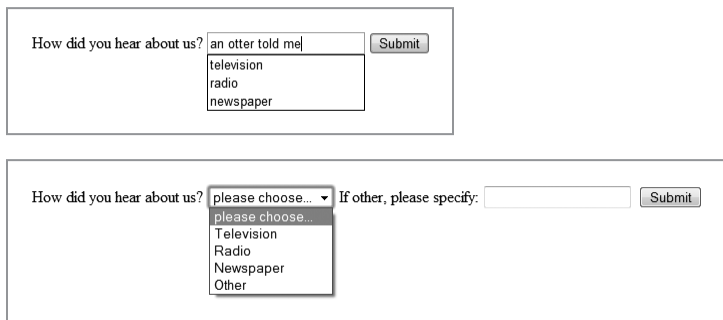 How did you hear about us? an otter told me Submit
television
radio
newspaper
How did you hear about us? please choose... If other, please specify: Submit
please choose...
Television
Radio
Newspaper
Other